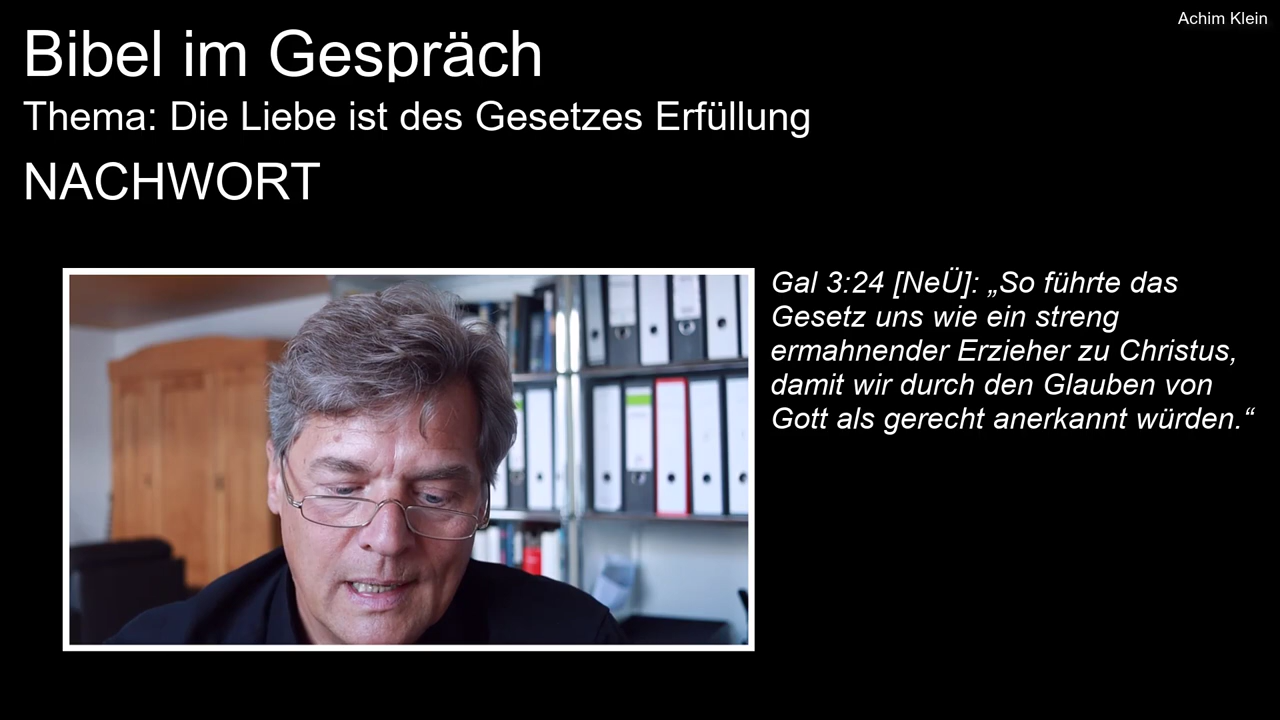 Achim Klein
Bibel im Gespräch
Thema: Die Liebe ist des Gesetzes Erfüllung
NACHWORT
Gal 3:24 [NeÜ]: „So führte das
Gesetz uns wie ein streng
ermahnender Erzieher zu Christus,
damit wir durch den Glauben von
Gott als gerecht anerkannt würden.“